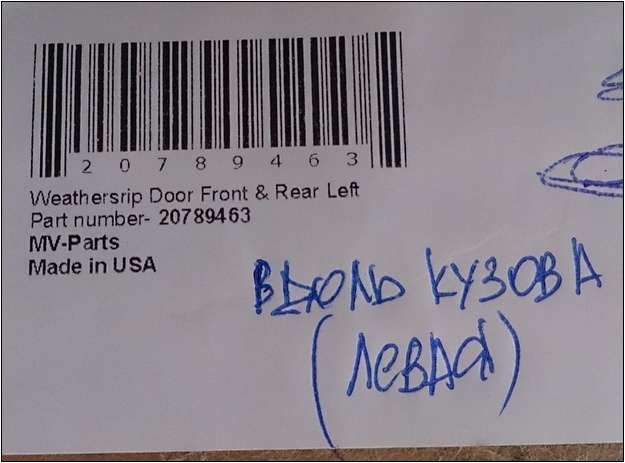 20789463
Weathersrip Door Front & Rear Left
Part number- 20789463
MV-Parts
Made in USA
ВДОЛЬ КУЗОВА
(ЛЕВАЯ)